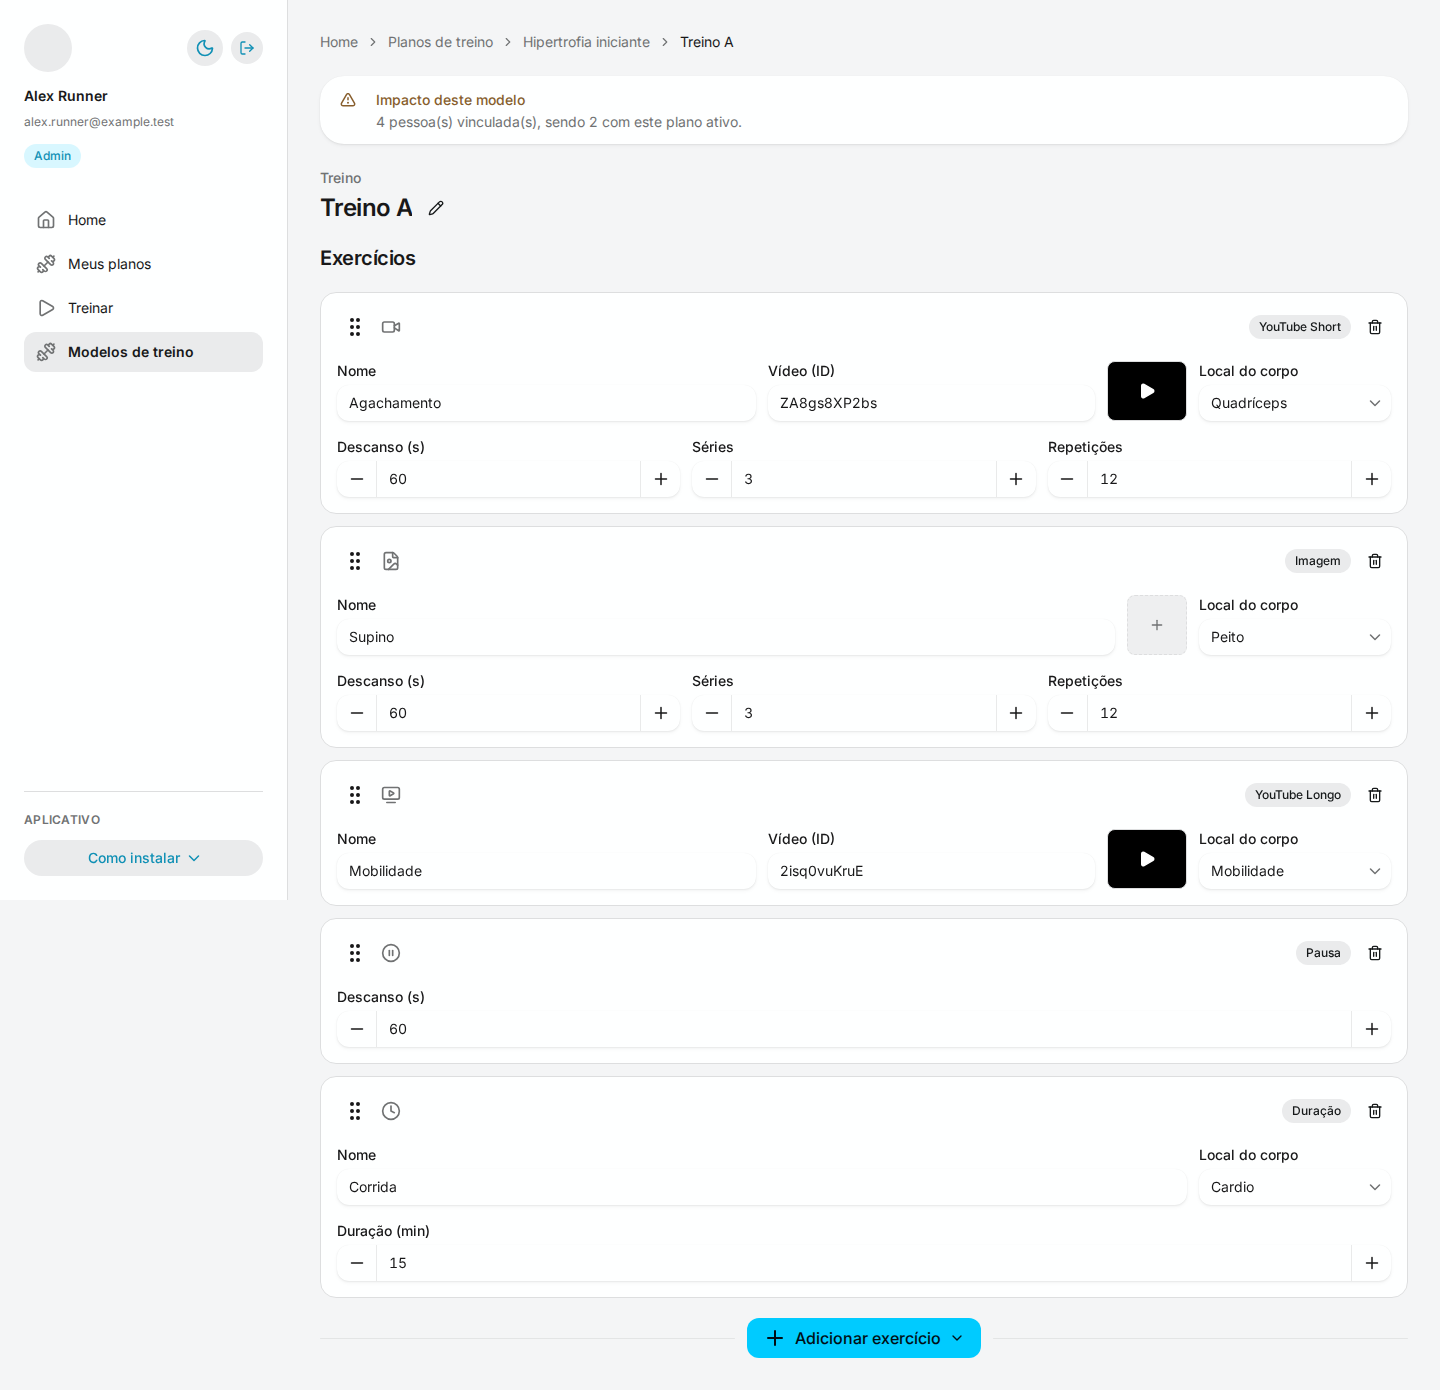 Alex Runner
alex.runner@example.test
Admin
Home
Meus planos
Treinar
Modelos de treino
APLICATIVO
Como instalar
Home > Planos de treino > Hipertrofia iniciante > Treino A
Impacto deste modelo
4 pessoa(s) vinculada(s), sendo 2 com este plano ativo.
Treino
Treino A
Exercícios
YouTube Short
Nome Vídeo (ID) Local do corpo
Agachamento ZA8gs8XP2bs Quadríceps
Descanso (s) Séries Repetições
60 3 12
Imagem
Nome Local do corpo
Supino Peito
Descanso (s) Séries Repetições
60 3 12
YouTube Longo
Nome Vídeo (ID) Local do corpo
Mobilidade 2isq0vuKruE Mobilidade
Pausa
Descanso (s)
60
Duração
Nome Local do corpo
Corrida Cardio
Duração (min)
15
Adicionar exercício